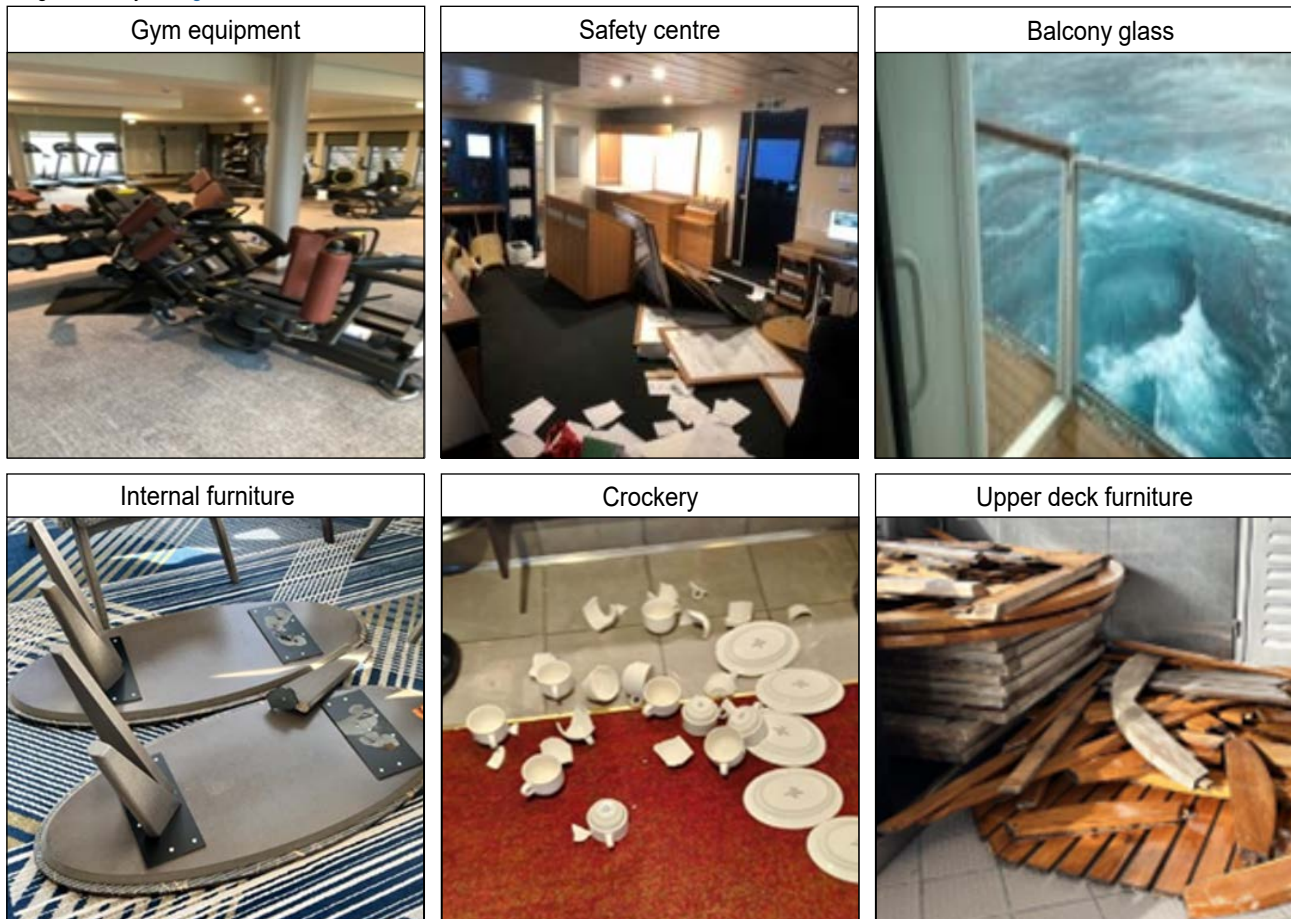 Gym equipment
Safety centre
Balcony glass
Internal furniture
Crockery
Upper deck furniture